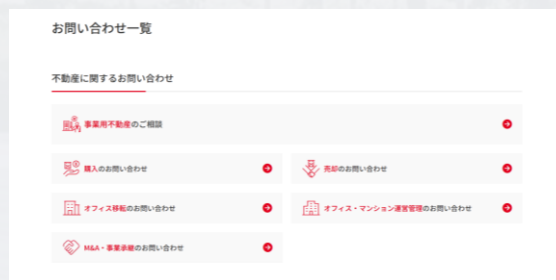 お問い合わせ一覧
不動産に関するお問い合わせ
事業用不動産のご相談
購入のお問い合わせ
売却のお問い合わせ
オフィス移転のお問い合わせ
オフィス・マンション運営管理のお問い合わせ
M&A・事業承継のお問い合わせ